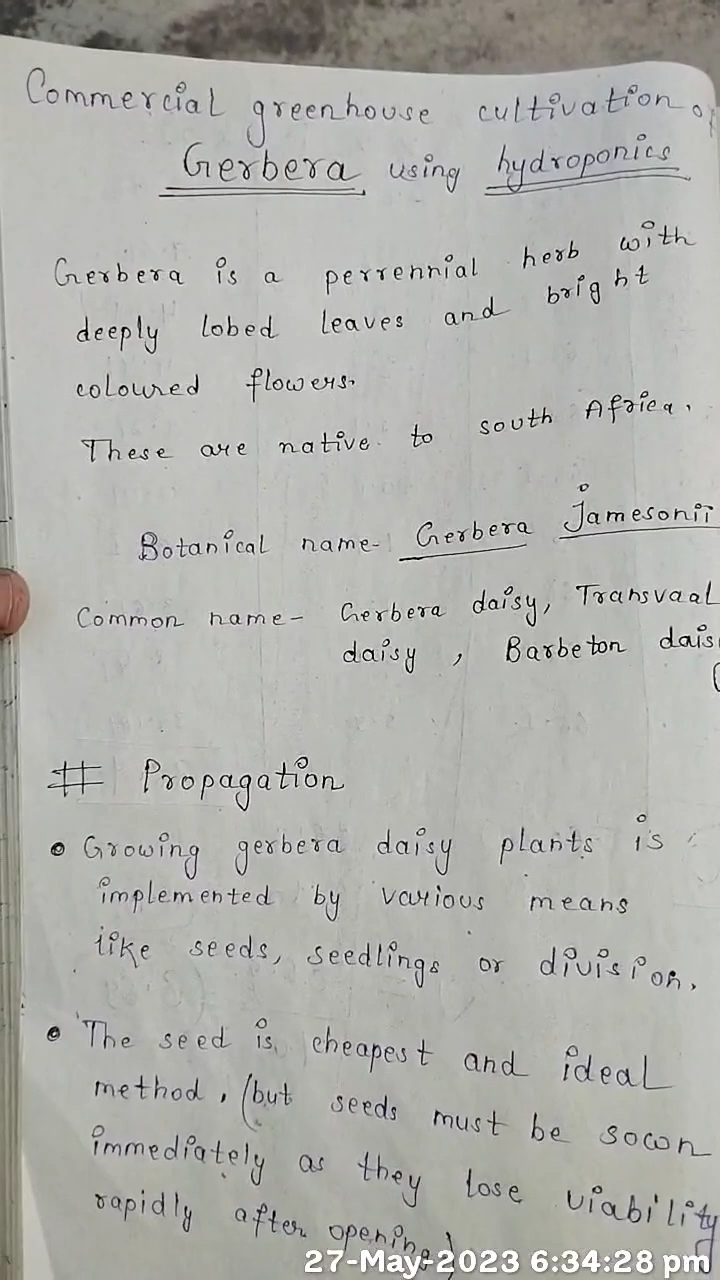 Commercial greenhouse cultivation of
Gerbera using hydroponics
Gerbera is a perrennial herb with
deeply lobed leaves and bright
coloured flowers.
These are native to south Africa.
Botanical name- Gerbera Jamesonii
Common name- Gerbera daisy, Transvaal
daisy, Barbeton dais
# Propagation
• Growing gerbera daisy plants is
implemented by various means
like seeds, seedlings or division.
• The seed is cheapest and ideal
method, (but seeds must be sown
immediately as they lose viability
rapidly after opening)
27-May-2023 6:34:28 pm